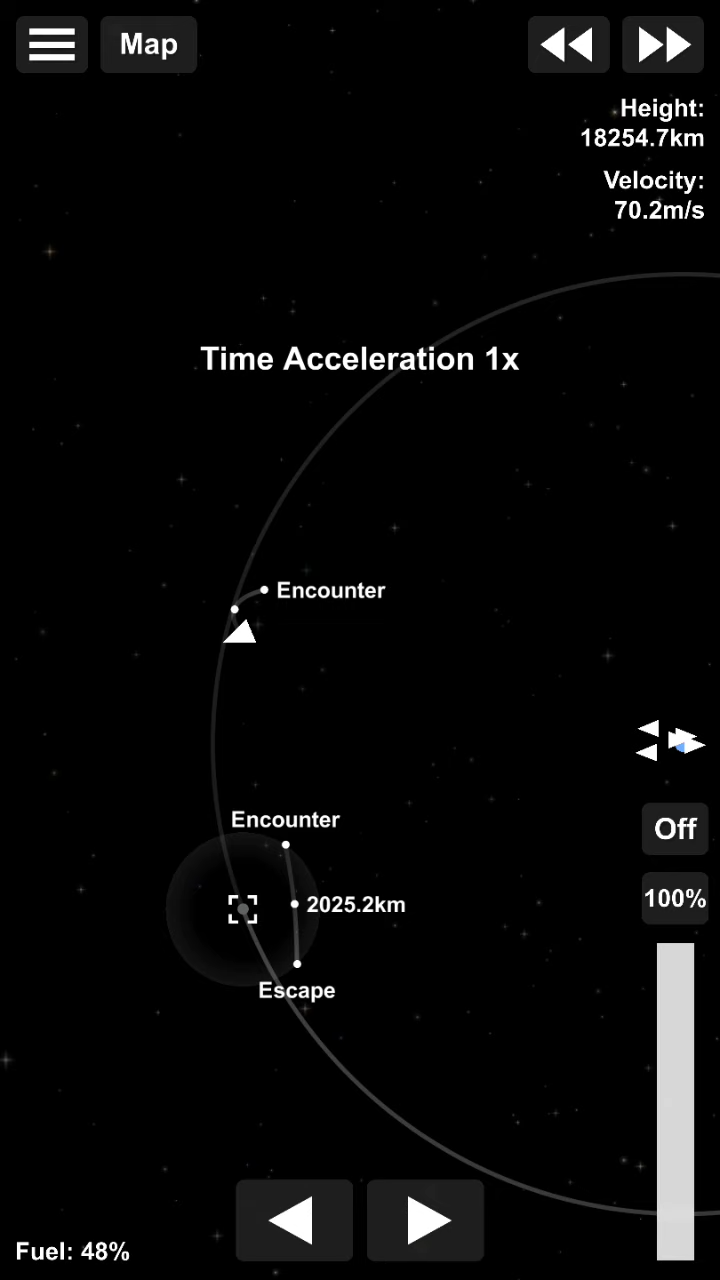 Map
Height:
18254.7km
Velocity:
70.2m/s
Time Acceleration 1x
Encounter
Encounter
Off
100%
2025.2km
Escape
Fuel: 48%